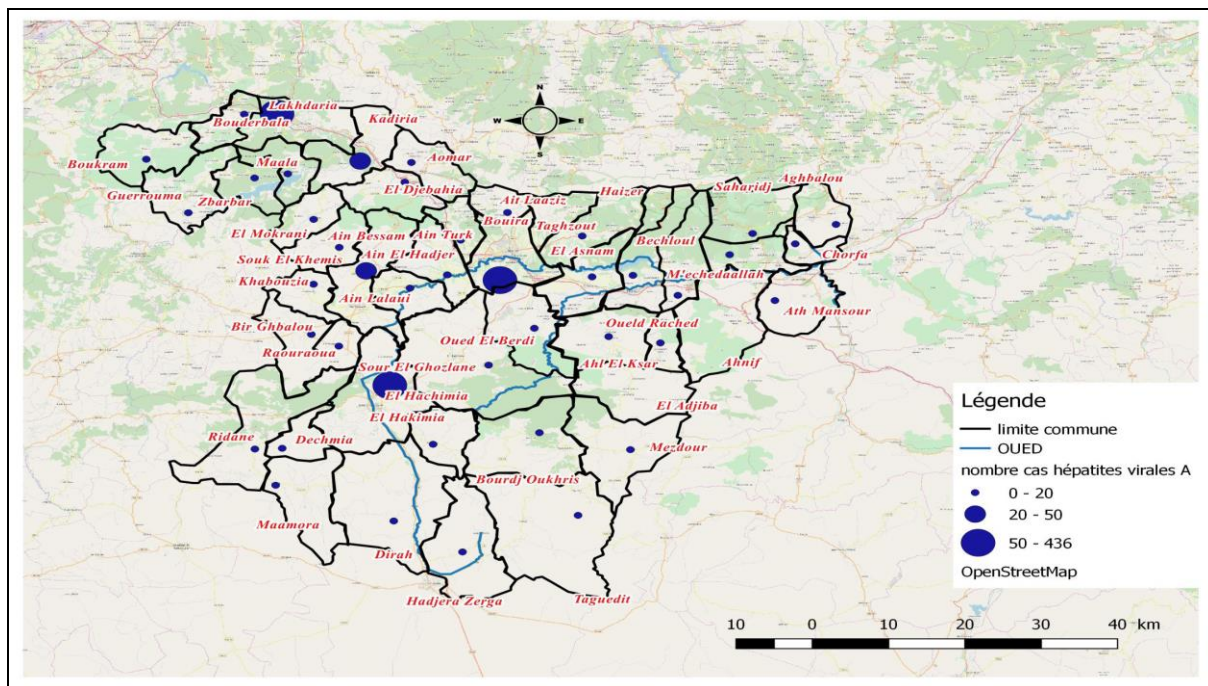 Lakhdaria
Bouderbala
Kadiria
Boukram
Maala
Aomar
Guerrouma
Zbarbar
El Djebahia
Haizer
Saharidj
Aghbalou
Ait Laaziz
El Mokrani
Ain Bessam
Ain Turk
Bouira
Taghzout
Bechloul
Souk El Khemis
Ain El Hadjer
El Asnam
Chorfa
Khabouzia
Ain Lalaui
M'echedaallah
Ath Mansour
Bir Ghbalou
Oued El Berdi
Oueld Rached
Raouraoua
Sour El Ghozlane
Ahl El Ksar
Ahnif
El Hachimia
El Hakimia
El Adjiba
Ridane
Dechmia
Mezdour
Bourdj Oukhris
Maamora
Dirah
Hadjera Zerga
Taguedit
N
W
E
S
Légende
limite commune
OUED
nombre cas hépatites virales A
0 - 20
20 - 50
50 - 436
OpenStreetMap
10 0 10 20 30 40 km